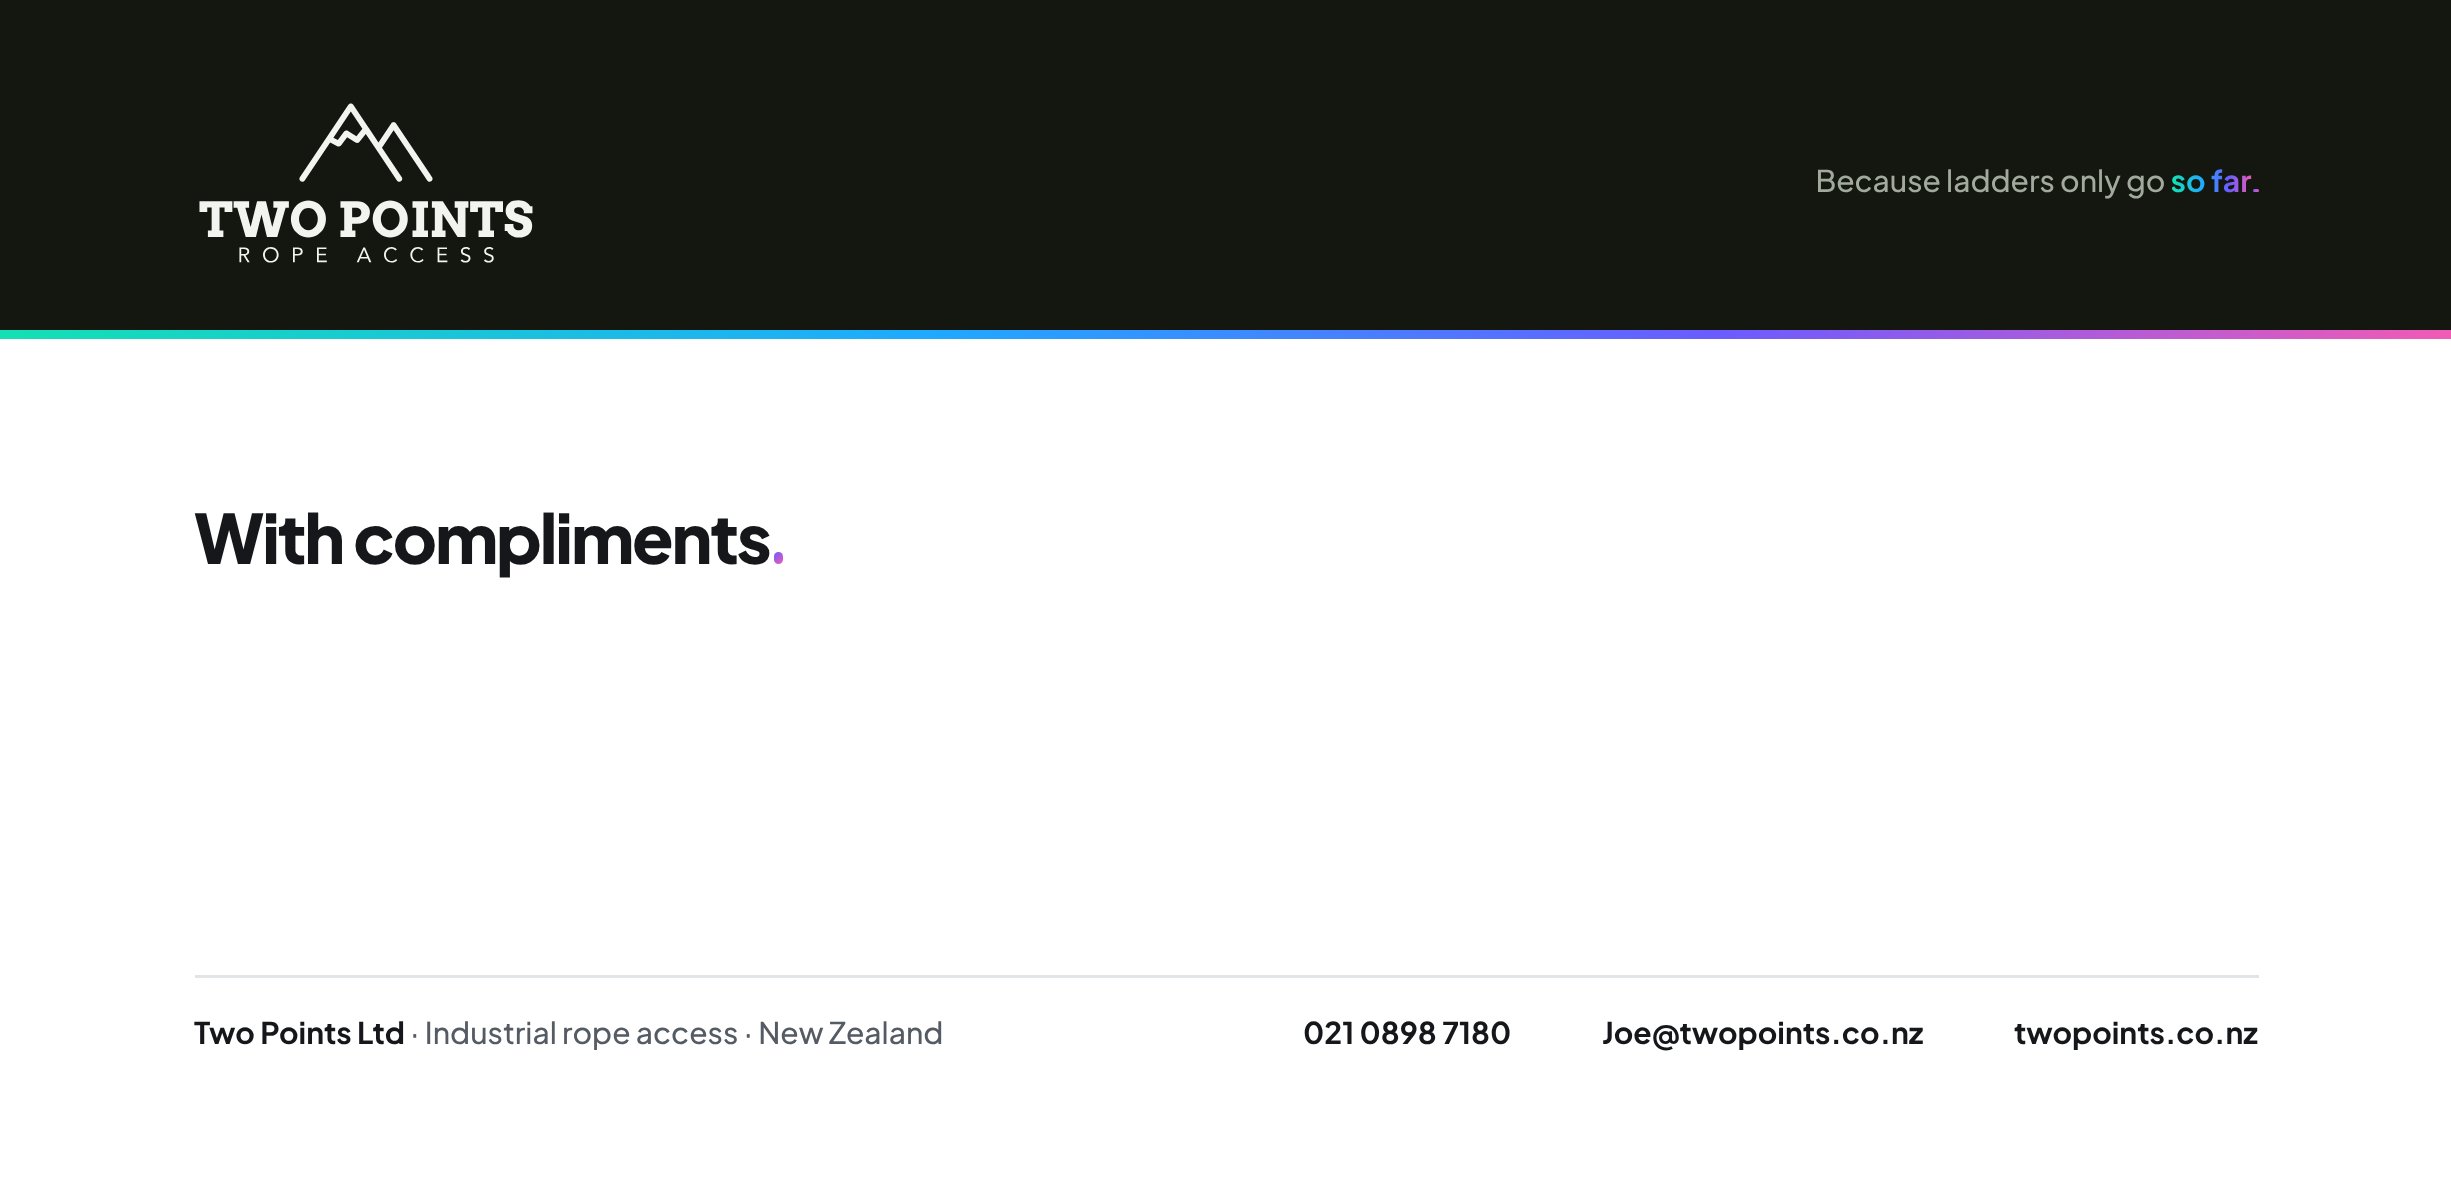 TWO POINTS
ROPE ACCESS
Because ladders only go so far.
With compliments.
Two Points Ltd · Industrial rope access · New Zealand
021 0898 7180
Joe@twopoints.co.nz
twopoints.co.nz